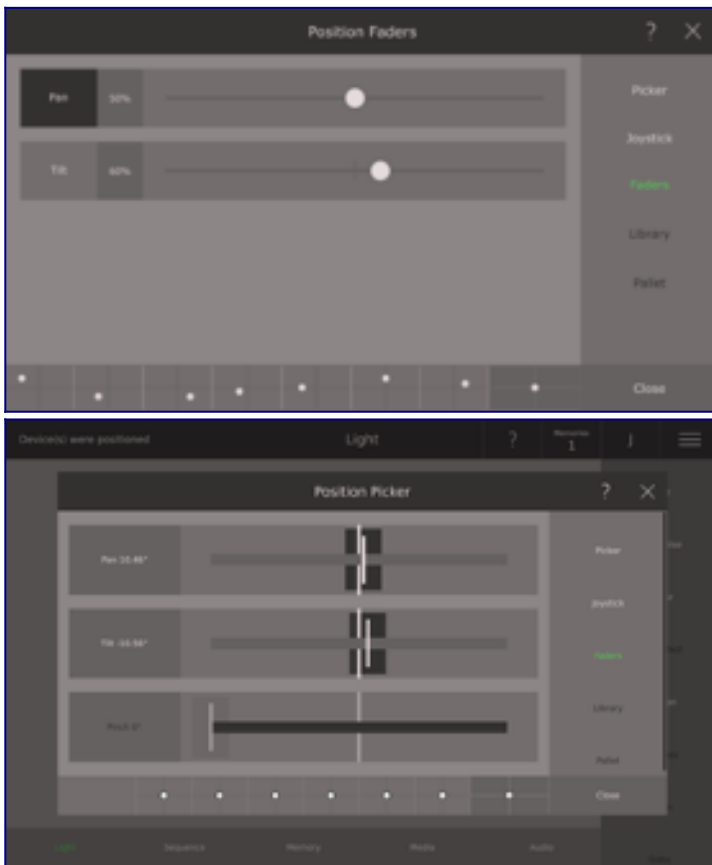 Position Faders ? ×
Pan 50%
Picker
Joystick
Tilt 60%
Faders
Library
Pallet
Close
Device(s) were positioned Light ? Memories 1 J
Position Picker ? ×
Pan 10.46°
Picker
Joystick
Tilt -14.56°
Faders
Library
Pinch 0°
Pallet
Close
Light Sequence Memory Media Audio